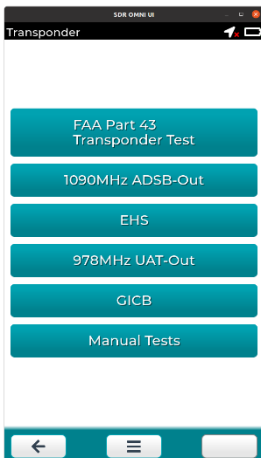 SDR OMNI UI
Transponder
FAA Part 43
Transponder Test
1090MHz ADSB-Out
EHS
978MHz UAT-Out
GICB
Manual Tests